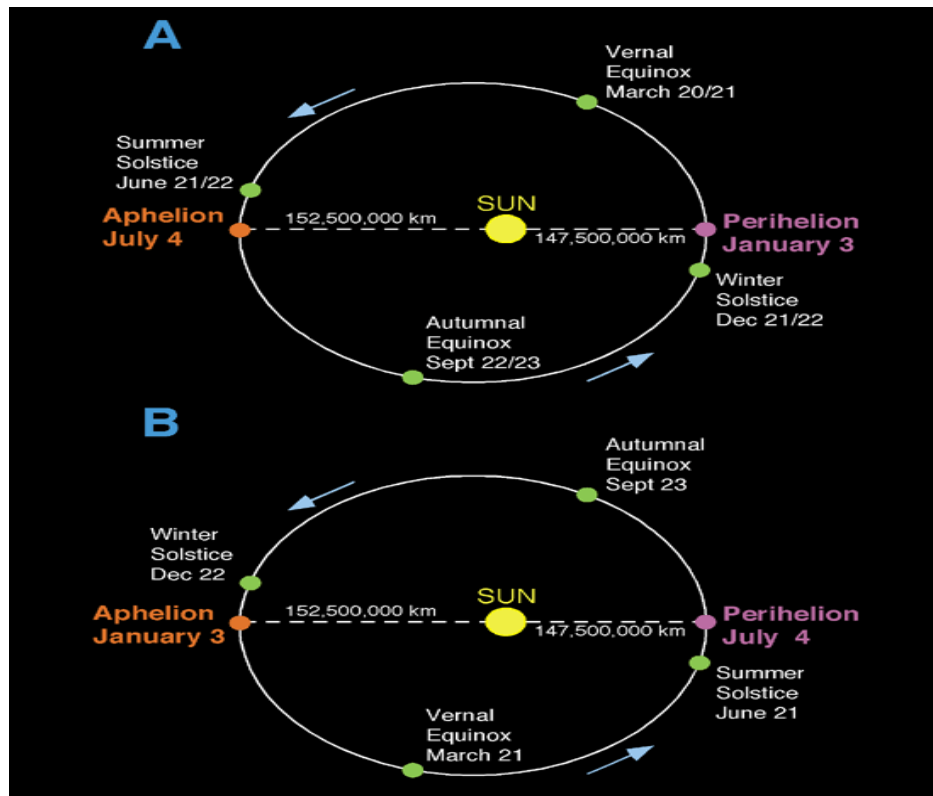 A
Vernal
Equinox
March 20/21
Summer
Solstice
June 21/22
Aphelion
July 4
152,500,000 km
SUN
147,500,000 km
Perihelion
January 3
Winter
Solstice
Dec 21/22
Autumnal
Equinox
Sept 22/23
B
Autumnal
Equinox
Sept 23
Winter
Solstice
Dec 22
Aphelion
January 3
152,500,000 km
SUN
147,500,000 km
Perihelion
July 4
Summer
Solstice
June 21
Vernal
Equinox
March 21